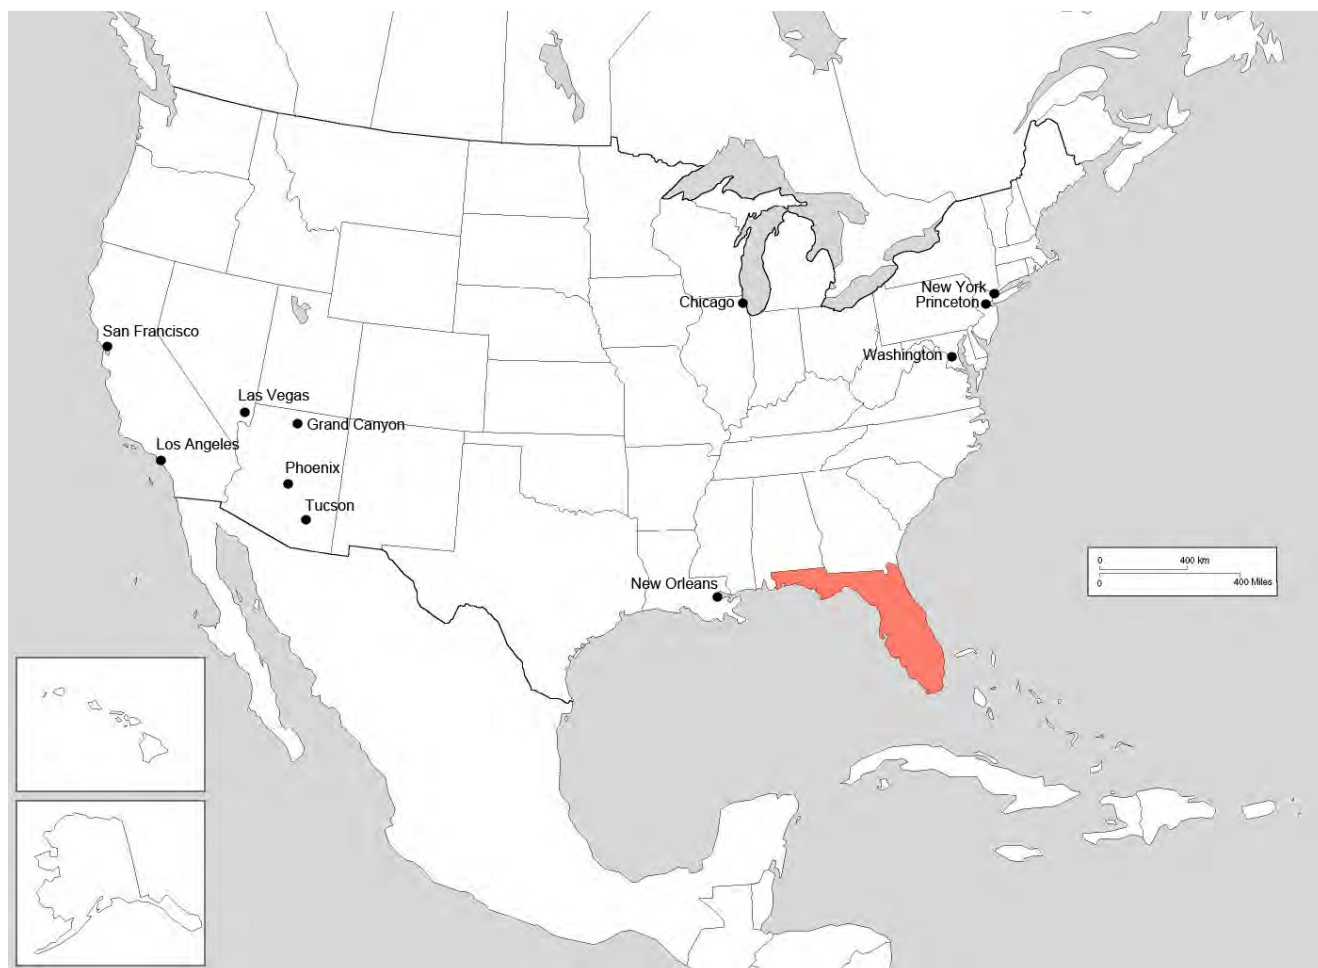 New York
Chicago
Princeton
San Francisco
Washington
Las Vegas
Grand Canyon
Los Angeles
Phoenix
Tucson
0 400 km
0 400 Miles
New Orleans